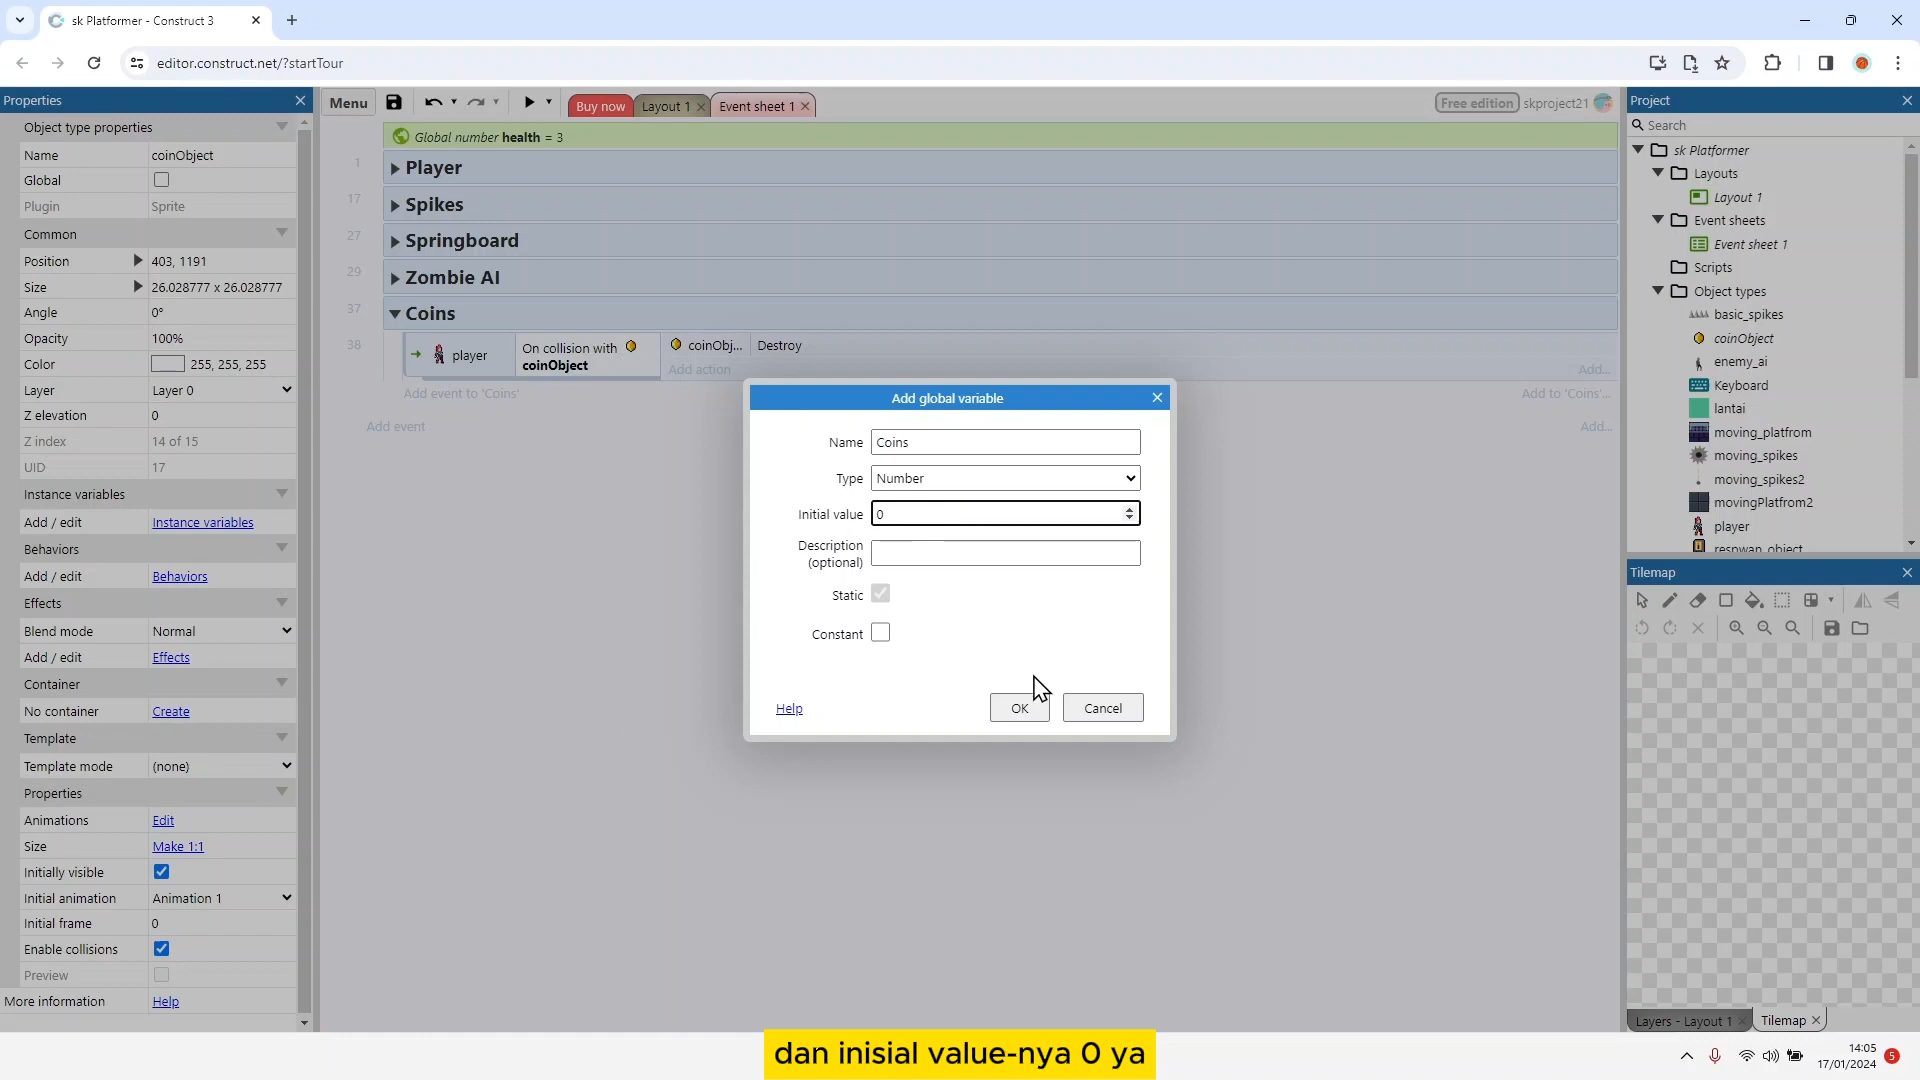 sk Platformer - Construct 3
editor.construct.net/?startTour
Properties
Object type properties
Name coinObject
Global
Plugin Sprite
Common
Position 403, 1191
Size 26.028777 x 26.028777
Angle 0°
Opacity 100%
Color 255, 255, 255
Layer Layer 0
Z elevation 0
Z index 14 of 15
UID 17
Instance variables
Add / edit Instance variables
Behaviors
Add / edit Behaviors
Effects
Blend mode Normal
Add / edit Effects
Container
No container Create
Template
Template mode (none)
Properties
Animations Edit
Size Make 1:1
Initially visible
Initial animation Animation 1
Initial frame 0
Enable collisions
Preview
More information Help
Menu Buy now Layout 1 Event sheet 1 Free edition skproject21
Global number health = 3
1 Player
17 Spikes
27 Springboard
29 Zombie AI
37 Coins
38 player On collision with coinObj... Destroy
coinObject Add action Add...
Add event to 'Coins' Add to 'Coins'...
Add event Add...
Add global variable
Name Coins
Type Number
Initial value 0
Description
(optional)
Static
Constant
Help OK Cancel
Project
Search
sk Platformer
Layouts
Layout 1
Event sheets
Event sheet 1
Scripts
Object types
basic_spikes
coinObject
enemy_ai
Keyboard
lantai
moving_platfrom
moving_spikes
moving_spikes2
movingPlatfrom2
player
respwan_object
Tilemap
Layers - Layout 1 Tilemap
dan inisial value-nya 0 ya
14:05
17/01/2024
5